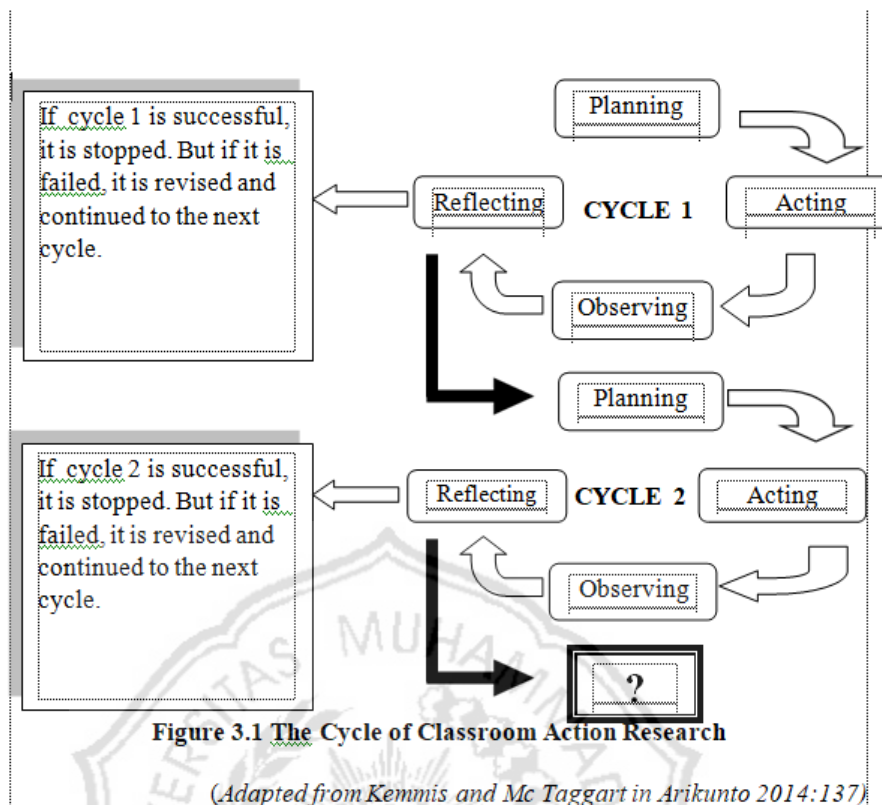 Planning
If cycle 1 is successful,
it is stopped. But if it is
failed, it is revised and
continued to the next
cycle.
Reflecting
CYCLE 1
Acting
Observing
Planning
If cycle 2 is successful,
it is stopped. But if it is
failed, it is revised and
continued to the next
cycle.
Reflecting
CYCLE 2
Acting
Observing
?
Figure 3.1 The Cycle of Classroom Action Research
(Adapted from Kemmis and Mc Taggart in Arikunto 2014:137)